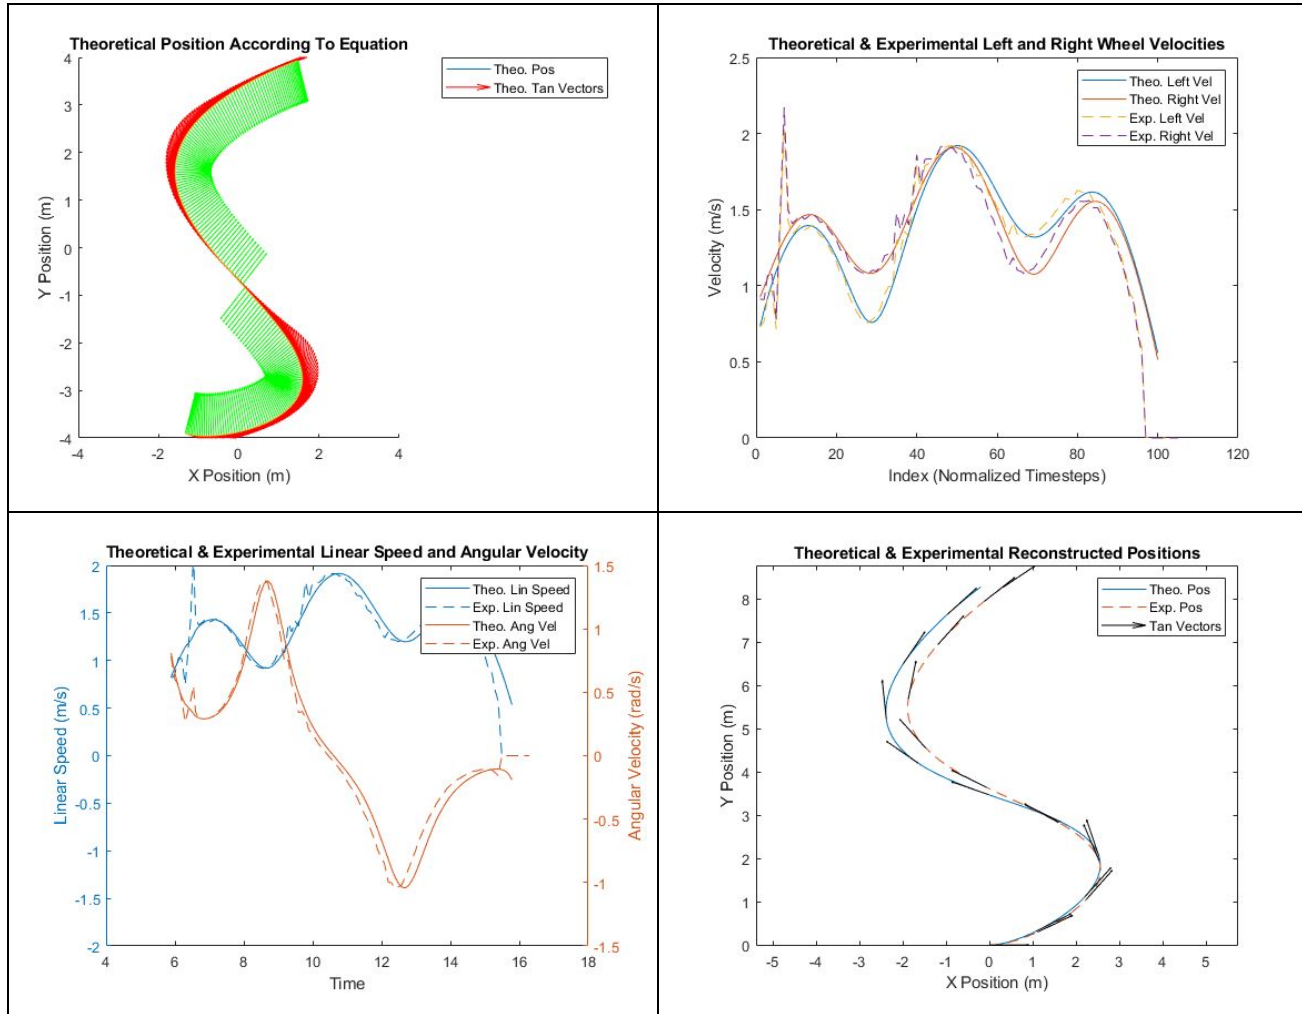 Theoretical Position According To Equation
Theo. Pos
Theo. Tan Vectors
4
3
2
1
0
-1
-2
-3
-4
Y Position (m)
-4
-2
0
2
4
X Position (m)
Theoretical & Experimental Left and Right Wheel Velocities
Theo. Left Vel
Theo. Right Vel
Exp. Left Vel
Exp. Right Vel
2.5
2
1.5
1
0.5
0
Velocity (m/s)
0
20
40
60
80
100
120
Index (Normalized Timesteps)
Theoretical & Experimental Linear Speed and Angular Velocity
Theo. Lin Speed
Exp. Lin Speed
Theo. Ang Vel
Exp. Ang Vel
2
1.5
1
0.5
0
-0.5
-1
-1.5
-2
Linear Speed (m/s)
1.5
1
0.5
0
-0.5
-1
-1.5
Angular Velocity (rad/s)
4
6
8
10
12
14
16
18
Time
Theoretical & Experimental Reconstructed Positions
Theo. Pos
Exp. Pos
Tan Vectors
8
7
6
5
4
3
2
1
0
Y Position (m)
-5
-4
-3
-2
-1
0
1
2
3
4
5
X Position (m)